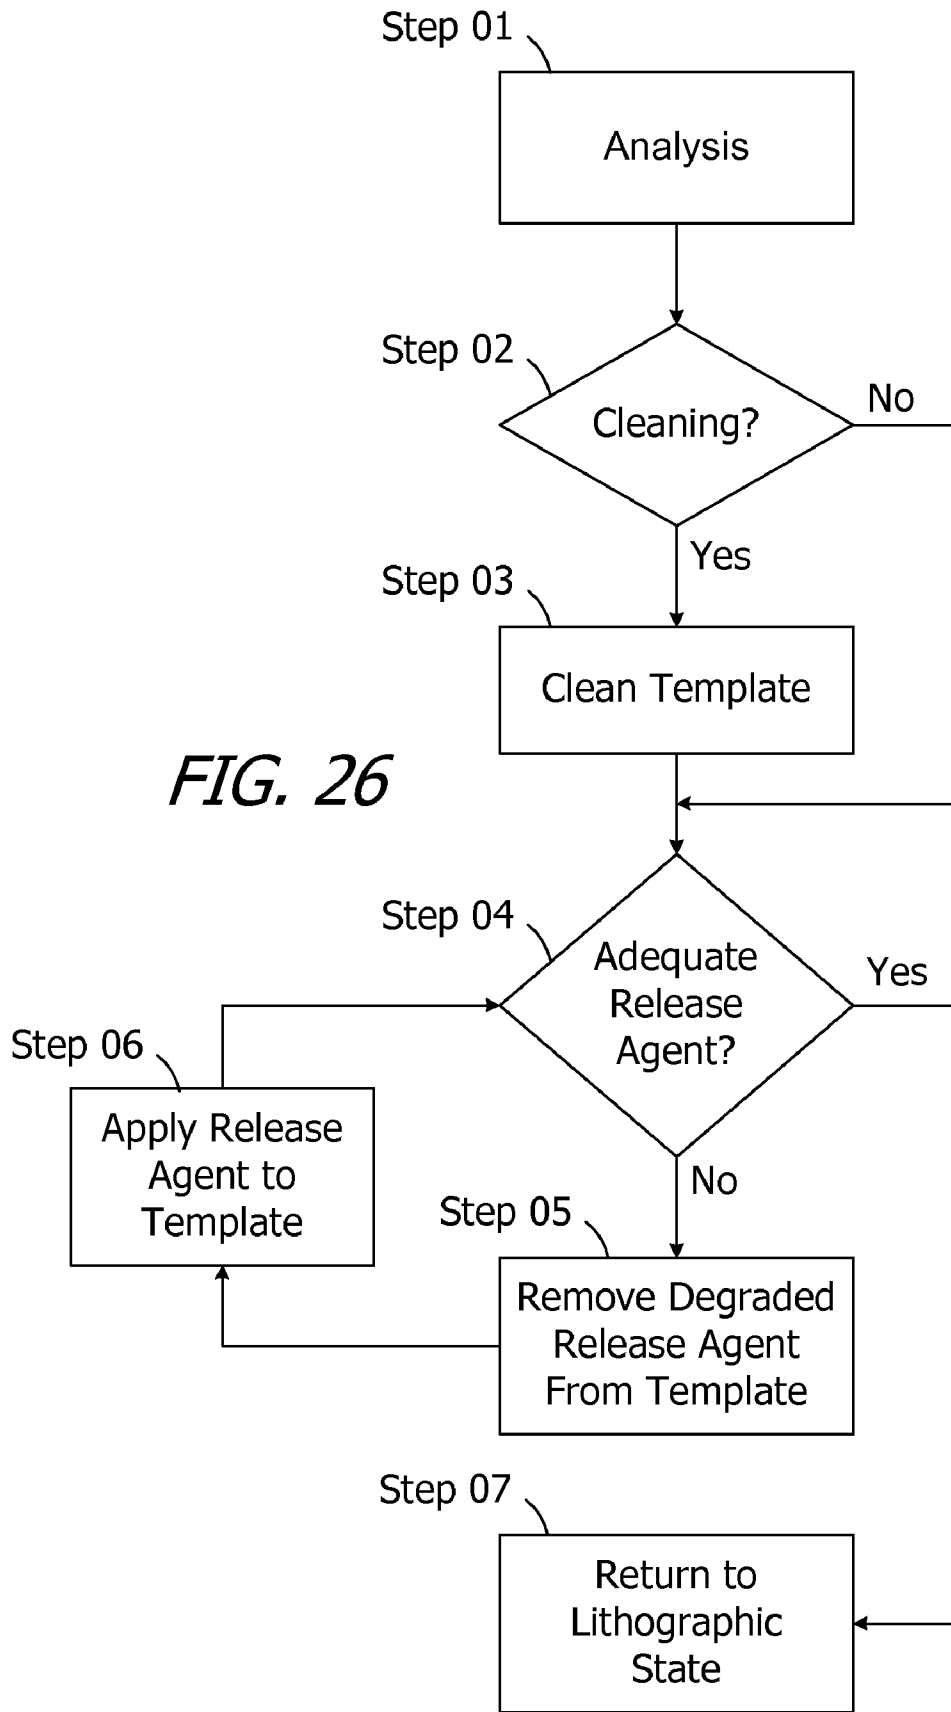 Step 01
Analysis
Step 02
Cleaning?
No
Yes
Step 03
Clean Template
FIG. 26
Step 04
Adequate
Release
Agent?
Yes
Step 06
Apply Release
Agent to
Template
No
Step 05
Remove Degraded
Release Agent
From Template
Step 07
Return to
Lithographic
State